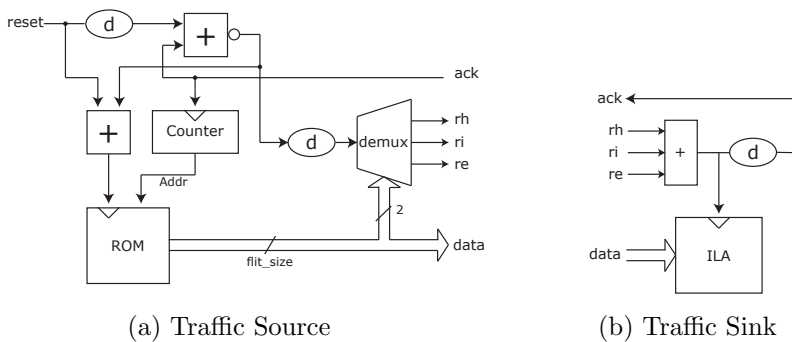 reset
d
+
ack
+
Counter
Addr
d
demux
rh
ri
re
ROM
2
flit_size
data
(a) Traffic Source
ack
rh
ri
re
+
d
data
ILA
(b) Traffic Sink